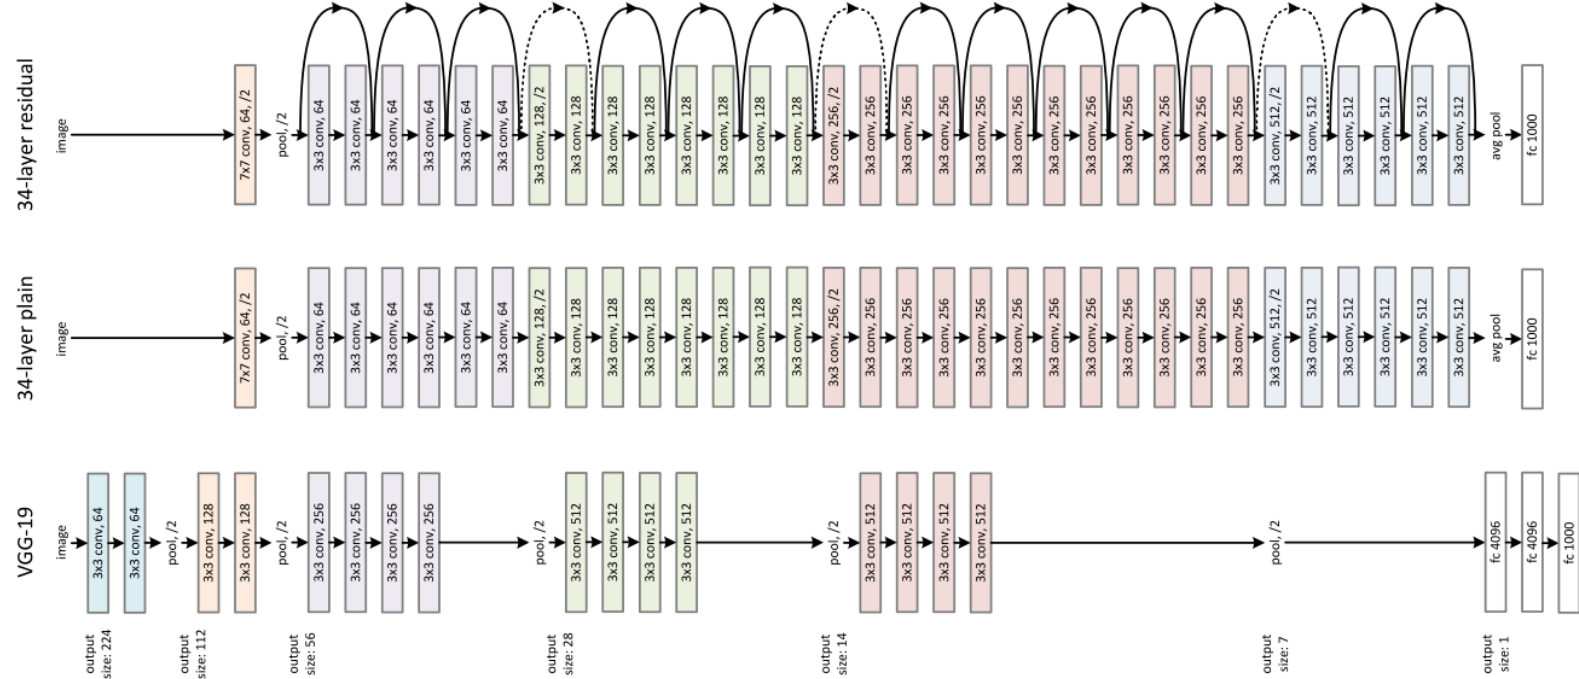 34-layer residual
image
7x7 conv, 64, /2
pool, /2
3x3 conv, 64
3x3 conv, 64
3x3 conv, 64
3x3 conv, 64
3x3 conv, 64
3x3 conv, 64
3x3 conv, 128, /2
3x3 conv, 128
3x3 conv, 128
3x3 conv, 128
3x3 conv, 128
3x3 conv, 128
3x3 conv, 128
3x3 conv, 128
3x3 conv, 256, /2
3x3 conv, 256
3x3 conv, 256
3x3 conv, 256
3x3 conv, 256
3x3 conv, 256
3x3 conv, 256
3x3 conv, 256
3x3 conv, 256
3x3 conv, 256
3x3 conv, 256
3x3 conv, 256
3x3 conv, 512, /2
3x3 conv, 512
3x3 conv, 512
3x3 conv, 512
3x3 conv, 512
3x3 conv, 512
avg pool
fc 1000
34-layer plain
image
7x7 conv, 64, /2
pool, /2
3x3 conv, 64
3x3 conv, 64
3x3 conv, 64
3x3 conv, 64
3x3 conv, 64
3x3 conv, 64
3x3 conv, 128, /2
3x3 conv, 128
3x3 conv, 128
3x3 conv, 128
3x3 conv, 128
3x3 conv, 128
3x3 conv, 128
3x3 conv, 128
3x3 conv, 256, /2
3x3 conv, 256
3x3 conv, 256
3x3 conv, 256
3x3 conv, 256
3x3 conv, 256
3x3 conv, 256
3x3 conv, 256
3x3 conv, 256
3x3 conv, 256
3x3 conv, 256
3x3 conv, 256
3x3 conv, 512, /2
3x3 conv, 512
3x3 conv, 512
3x3 conv, 512
3x3 conv, 512
3x3 conv, 512
avg pool
fc 1000
VGG-19
image
3x3 conv, 64
3x3 conv, 64
pool, /2
3x3 conv, 128
3x3 conv, 128
pool, /2
3x3 conv, 256
3x3 conv, 256
3x3 conv, 256
3x3 conv, 256
pool, /2
3x3 conv, 512
3x3 conv, 512
3x3 conv, 512
3x3 conv, 512
pool, /2
3x3 conv, 512
3x3 conv, 512
3x3 conv, 512
3x3 conv, 512
pool, /2
fc 4096
fc 4096
fc 1000
output
size: 224
output
size: 112
output
size: 56
output
size: 28
output
size: 14
output
size: 7
output
size: 1